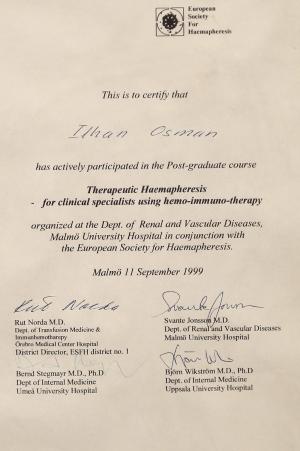 European
Society
For
Haemapheresis
This is to certify that
Ilhan Osman
has actively participated in the Post-graduate course
Therapeutic Haemapheresis
- for clinical specialists using hemo-immuno-therapy
organized at the Dept. of Renal and Vascular Diseases,
Malmö University Hospital in conjunction with
the European Society for Haemapheresis.
Malmö 11 September 1999
Rut Norda
Rut Norda M.D.
Dept. of Transfusion Medicine &
Immunhemotherapy
Örebro Medical Center Hospital
District Director, ESFH district no. 1
Svante Jonsson
Svante Jonsson M.D.
Dept. of Renal and Vascular Diseases
Malmö University Hospital
Bernd Stegmayr M.D., Ph.D
Dept of Internal Medicine
Umeå University Hospital
Björn Wikström M.D., Ph.D
Dept of Internal Medicine
Uppsala University Hospital